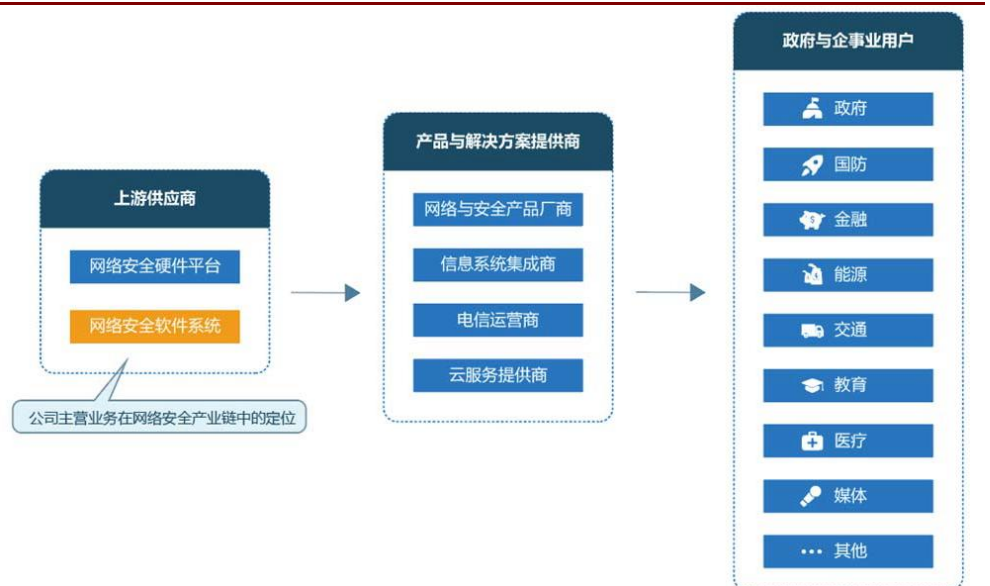 上游供应商
网络安全硬件平台
网络安全软件系统
公司主营业务在网络安全产业链中的定位
产品与解决方案提供商
网络与安全产品厂商
信息系统集成商
电信运营商
云服务提供商
政府与企事业用户
政府
国防
金融
能源
交通
教育
医疗
媒体
其他